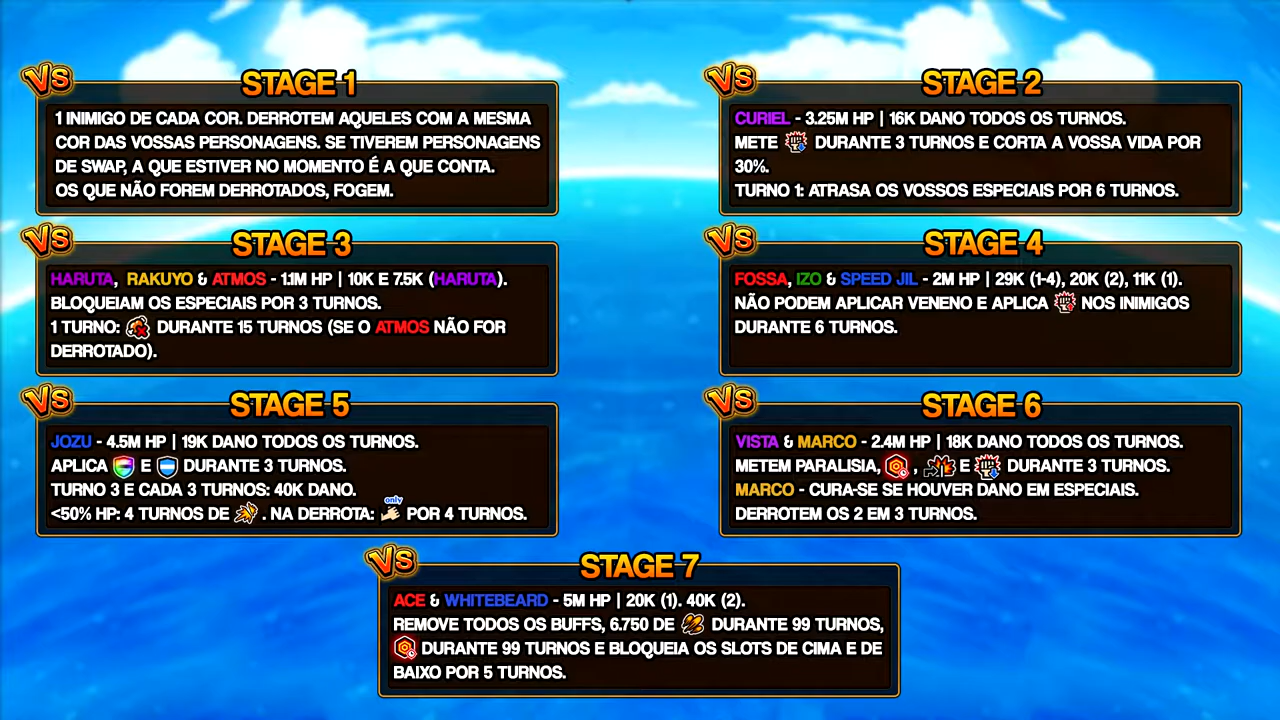 VS STAGE 1
1 INIMIGO DE CADA COR. DERROTEM AQUELES COM A MESMA
COR DAS VOSSAS PERSONAGENS. SE TIVEREM PERSONAGENS
DE SWAP, A QUE ESTIVER NO MOMENTO É A QUE CONTA.
OS QUE NÃO FOREM DERROTADOS, FOGEM.
VS STAGE 2
CURIEL - 3.25M HP | 16K DANO TODOS OS TURNOS.
METE DURANTE 3 TURNOS E CORTA A VOSSA VIDA POR
30%.
TURNO 1: ATRASA OS VOSSOS ESPECIAIS POR 6 TURNOS.
VS STAGE 3
HARUTA, RAKUYO & ATMOS - 1.1M HP | 10K E 7.5K (HARUTA).
BLOQUEIAM OS ESPECIAIS POR 3 TURNOS.
1 TURNO: DURANTE 15 TURNOS (SE O ATMOS NÃO FOR
DERROTADO).
VS STAGE 4
FOSSA, IZO & SPEED JIL - 2M HP | 29K (1-4), 20K (2), 11K (1).
NÃO PODEM APLICAR VENENO E APLICA NOS INIMIGOS
DURANTE 6 TURNOS.
VS STAGE 5
JOZU - 4.5M HP | 19K DANO TODOS OS TURNOS.
APLICA E DURANTE 3 TURNOS.
TURNO 3 E CADA 3 TURNOS: 40K DANO.
<50% HP: 4 TURNOS DE . NA DERROTA: only POR 4 TURNOS.
VS STAGE 6
VISTA & MARCO - 2.4M HP | 18K DANO TODOS OS TURNOS.
METEM PARALISIA, , E DURANTE 3 TURNOS.
MARCO - CURA-SE SE HOUVER DANO EM ESPECIAIS.
DERROTEM OS 2 EM 3 TURNOS.
VS STAGE 7
ACE & WHITEBEARD - 5M HP | 20K (1). 40K (2).
REMOVE TODOS OS BUFFS, 6.750 DE DURANTE 99 TURNOS,
DURANTE 99 TURNOS E BLOQUEIA OS SLOTS DE CIMA E DE
BAIXO POR 5 TURNOS.